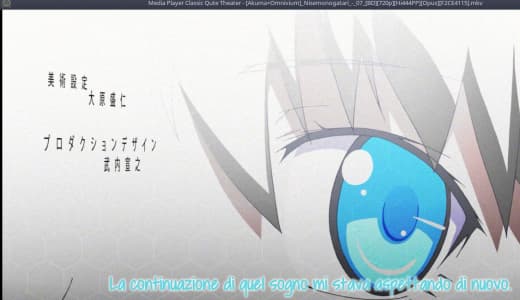 Media Player Classic Qute Theater - [Akuma+Omnivium]_Nisemonogatari_-_07_[BD][720p][Hi444PP][Opus][F2CE4115].mkv
美術設定
大原盛仁
プロダクションデザイン
武内宣之
La continuazione di quel sogno mi stava aspettando di nuovo.